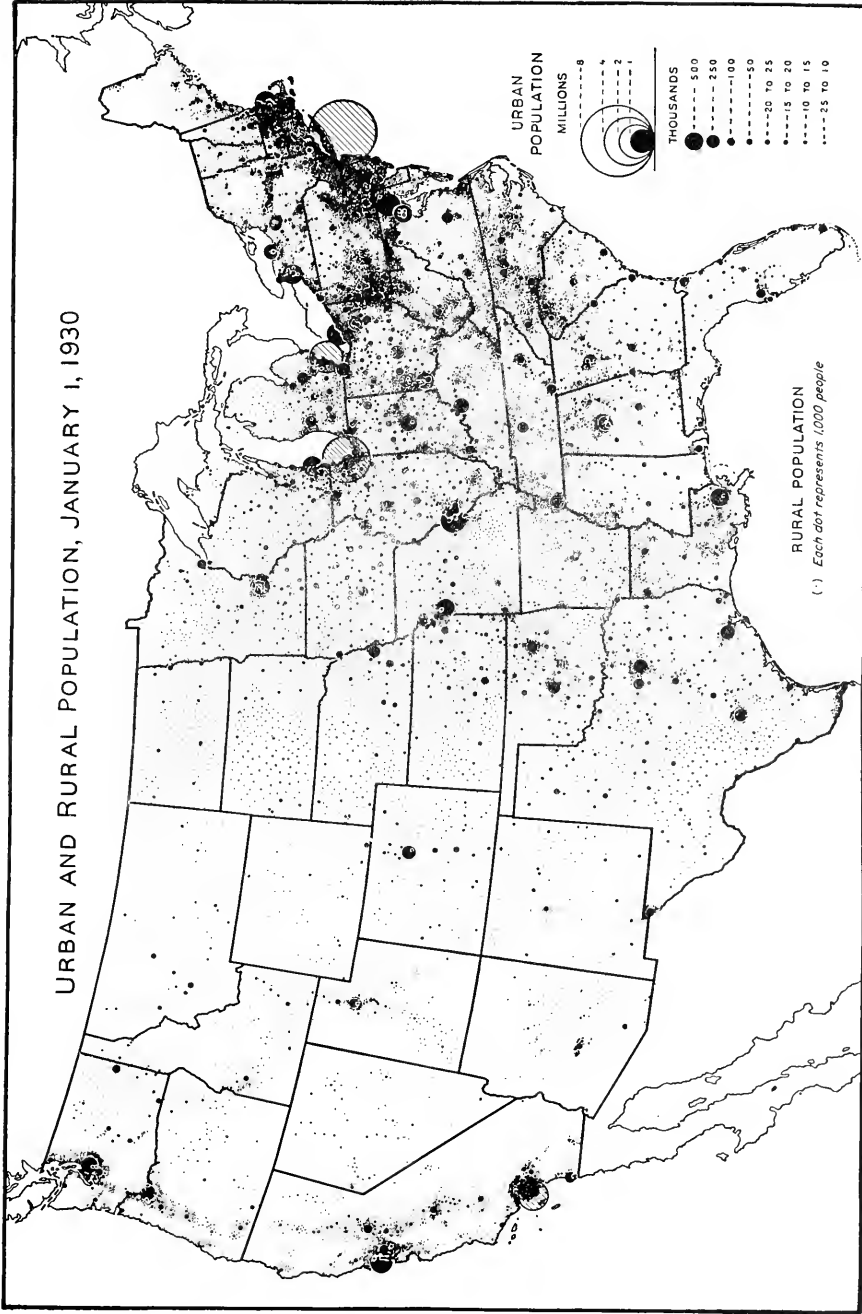 URBAN AND RURAL POPULATION, JANUARY 1, 1930
URBAN
POPULATION
MILLIONS
8
4
2
1
THOUSANDS
500
250
100
50
20 TO 25
15 TO 20
10 TO 15
2.5 TO 10
RURAL POPULATION
(·) Each dot represents 1,000 people